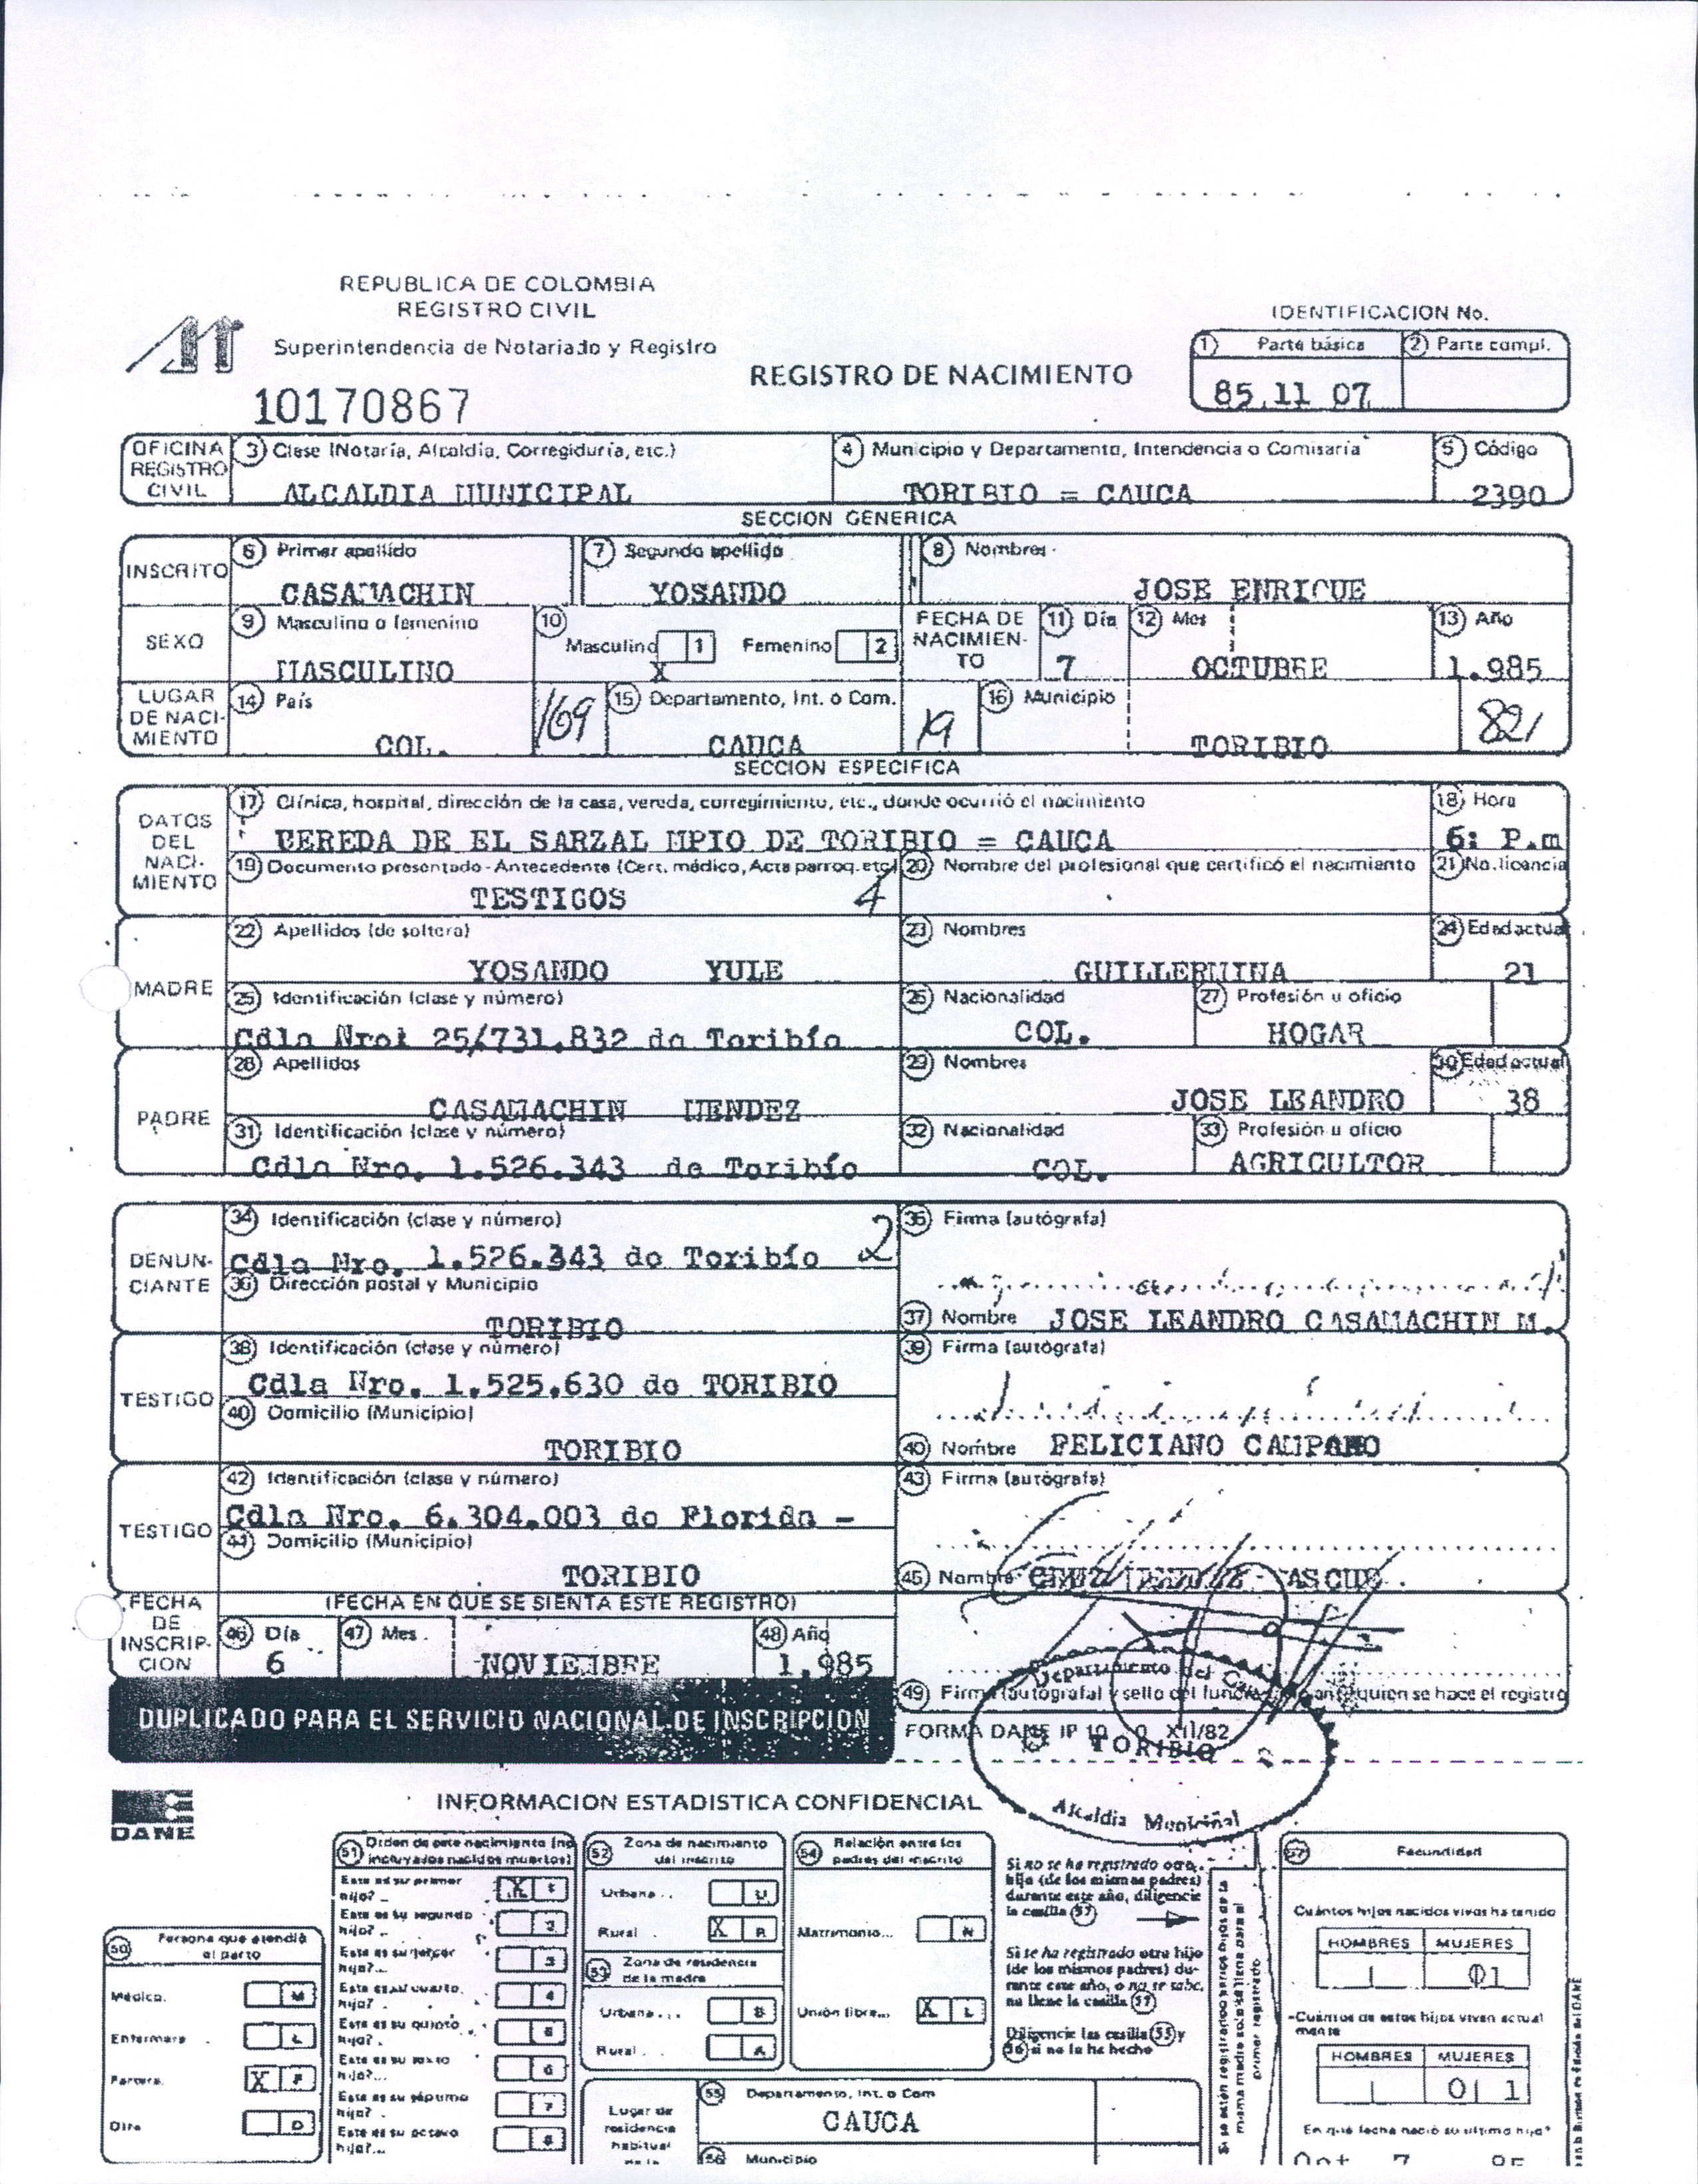 REPUBLICA DE COLOMBIA
REGISTRO CIVIL
Superintendencia de Notariado y Registro
10170867
REGISTRO DE NACIMIENTO
IDENTIFICACION No.
1 Parte básica 2 Parte compl.
85.11 07
OFICINA REGISTRO CIVIL
3 Clase (Notaría, Alcaldía, Corregiduría, etc.) 4 Municipio y Departamento, Intendencia o Comisaría 5 Código
ALCALDIA MUNICIPAL TORIBIO = CAUCA 2390
SECCION GENERICA
INSCRITO
6 Primer apellido 7 Segundo apellido 8 Nombres
CASAMACHIN YOSANDO JOSE ENRIQUE
SEXO
9 Masculino o femenino 10 Masculino 1 Femenino 2 FECHA DE NACIMIENTO 11 Día 12 Mes 13 Año
MASCULINO X 7 OCTUBRE 1.985
LUGAR DE NACIMIENTO
14 País 169 15 Departamento, Int. o Com. 19 16 Municipio 821
COL. CAUCA TORIBIO
SECCION ESPECIFICA
DATOS DEL NACIMIENTO
17 Clínica, hospital, dirección de la casa, vereda, corregimiento, etc., donde ocurrió el nacimiento 18 Hora
VEREDA DE EL SARZAL MPIO DE TORIBIO = CAUCA 6: P.m
19 Documento presentado - Antecedente (Cert. médico, Acta parroq. etc) 20 Nombre del profesional que certificó el nacimiento 21 No. licencia
TESTIGOS 4
MADRE
22 Apellidos (de soltera) 23 Nombres 24 Edad actual
YOSANDO YULE GUILLERMINA 21
25 Identificación (clase y número) 26 Nacionalidad 27 Profesión u oficio
Cdla Nro: 25/731.832 de Toribío COL. HOGAR
PADRE
28 Apellidos 29 Nombres 30 Edad actual
CASAMACHIN MENDEZ JOSE LEANDRO 38
31 Identificación (clase y número) 32 Nacionalidad 33 Profesión u oficio
Cdla Nro. 1.526.343 de Toribío COL. AGRICULTOR
DENUNCIANTE
34 Identificación (clase y número) 2 35 Firma (autógrafa)
Cdla Nro. 1.526.343 de Toribío
36 Dirección postal y Municipio
TORIBIO
37 Nombre JOSE LEANDRO CASAMACHIN M.
TESTIGO
38 Identificación (clase y número) 39 Firma (autógrafa)
Cdla Nro. 1.525.630 de TORIBIO
40 Domicilio (Municipio)
TORIBIO
40 Nombre FELICIANO CAMPAMO
TESTIGO
42 Identificación (clase y número) 43 Firma (autógrafa)
Cdla Nro. 6.304.003 de Florida -
44 Domicilio (Municipio)
TORIBIO
45 Nombre ASCUE
FECHA DE INSCRIPCION
(FECHA EN QUE SE SIENTA ESTE REGISTRO)
46 Día 47 Mes 48 Año
6 NOVIEMBRE 1.985
49 Firma (autógrafa) y sello del funcionario ante quien se hace el registro
DUPLICADO PARA EL SERVICIO NACIONAL DE INSCRIPCION
FORMA DANE IP 10 0 XII/82
Departamento del Cauca
TORIBIO
Alcaldia Municipal
DANE
INFORMACION ESTADISTICA CONFIDENCIAL
50 Persona que atendió el parto
Médico. M
Enfermera E
Partera. X P
Otro O
51 Orden de este nacimiento (no incluya los nacidos muertos)
Este es su primer hijo? X 1
Este es su segundo hijo? 2
Este es su tercer hijo? 3
Este es al cuarto hijo? 4
Este es su quinto hijo? 5
Este es su sexto hijo? 6
Este es su séptimo hijo? 7
Este es su octavo hijo? 8
52 Zona de nacimiento del inscrito
Urbana U
Rural X R
53 Zona de residencia de la madre
Urbana B
Rural A
54 Relación entre los padres del inscrito
Matrimonio... N
Unión libre... X L
Si no se ha registrado otro hijo (de los mismos padres) durante este año, diligencie la casilla 57
Si se ha registrado otro hijo (de los mismos padres) durante este año, o no se sabe, no llene la casilla 57
Diligencie las casilla 55 y 56 si no lo ha hecho
Si se están registrando varios hijos de la misma madre solo se llena para el primer registrado
57 Fecundidad
Cuántos hijos nacidos vivos ha tenido
HOMBRES MUJERES
01
-Cuántos de estos hijos viven actualmente
HOMBRES MUJERES
0 1
En qué fecha nació su último hijo?
Oct 7 85
Lugar de residencia habitual de la
55 Departamento, Int. o Com
CAUCA
56 Municipio